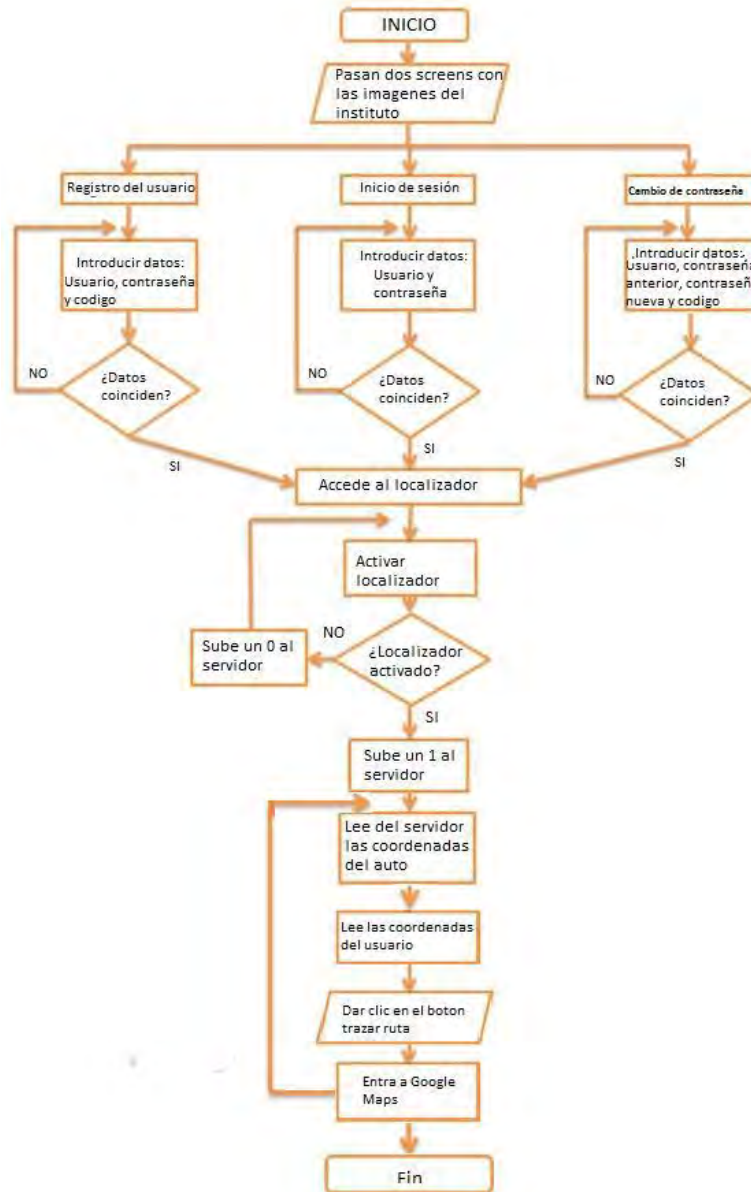 INICIO
Pasan dos screens con
las imagenes del
instituto
Registro del usuario
Inicio de sesión
Cambio de contraseña
Introducir datos:
Usuario, contraseña
y codigo
Introducir datos:
Usuario y
contraseña
Introducir datos:
Usuario, contraseña
anterior, contraseñ
nueva y codigo
NO
¿Datos
coinciden?
NO
¿Datos
coinciden?
NO
¿Datos
coinciden?
SI
SI
SI
Accede al localizador
Activar
localizador
NO
Sube un 0 al
servidor
¿Localizador
activado?
SI
Sube un 1 al
servidor
Lee del servidor
las coordenadas
del auto
Lee las coordenadas
del usuario
Dar clic en el boton
trazar ruta
Entra a Google
Maps
Fin